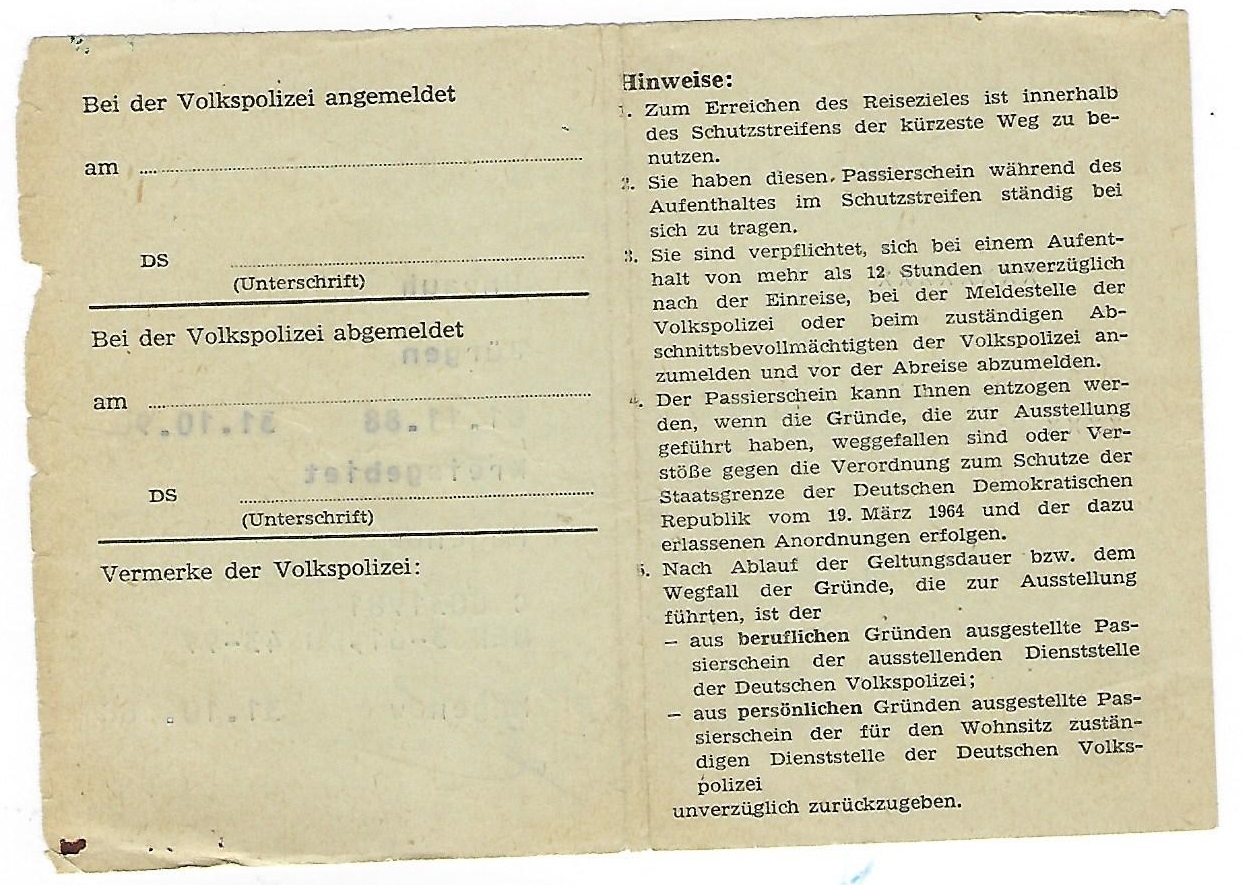 Bei der Volkspolizei angemeldet
am
DS
(Unterschrift)
Bei der Volkspolizei abgemeldet
am
DS
(Unterschrift)
Vermerke der Volkspolizei:
Hinweise:
1. Zum Erreichen des Reisezieles ist innerhalb
des Schutzstreifens der kürzeste Weg zu be-
nutzen.
2. Sie haben diesen Passierschein während des
Aufenthaltes im Schutzstreifen ständig bei
sich zu tragen.
3. Sie sind verpflichtet, sich bei einem Aufent-
halt von mehr als 12 Stunden unverzüglich
nach der Einreise, bei der Meldestelle der
Volkspolizei oder beim zuständigen Ab-
schnittsbevollmächtigten der Volkspolizei an-
zumelden und vor der Abreise abzumelden.
4. Der Passierschein kann Ihnen entzogen wer-
den, wenn die Gründe, die zur Ausstellung
geführt haben, weggefallen sind oder Ver-
stöße gegen die Verordnung zum Schutze der
Staatsgrenze der Deutschen Demokratischen
Republik vom 19. März 1964 und der dazu
erlassenen Anordnungen erfolgen.
5. Nach Ablauf der Geltungsdauer bzw. dem
Wegfall der Gründe, die zur Ausstellung
führten, ist der
– aus beruflichen Gründen ausgestellte Pas-
sierschein der ausstellenden Dienststelle
der Deutschen Volkspolizei;
– aus persönlichen Gründen ausgestellte Pas-
sierschein der für den Wohnsitz zustän-
digen Dienststelle der Deutschen Volks-
polizei
unverzüglich zurückzugeben.